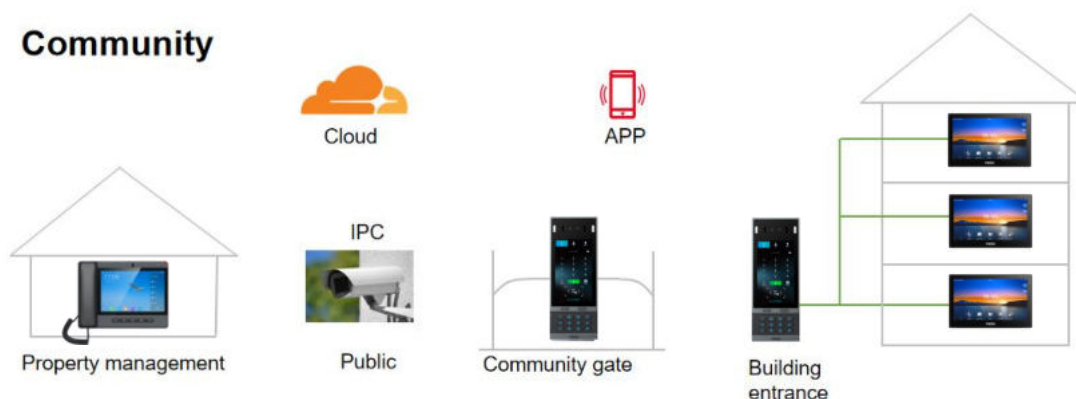 Community
Cloud
APP
IPC
Property management
Public
Community gate
Building
entrance